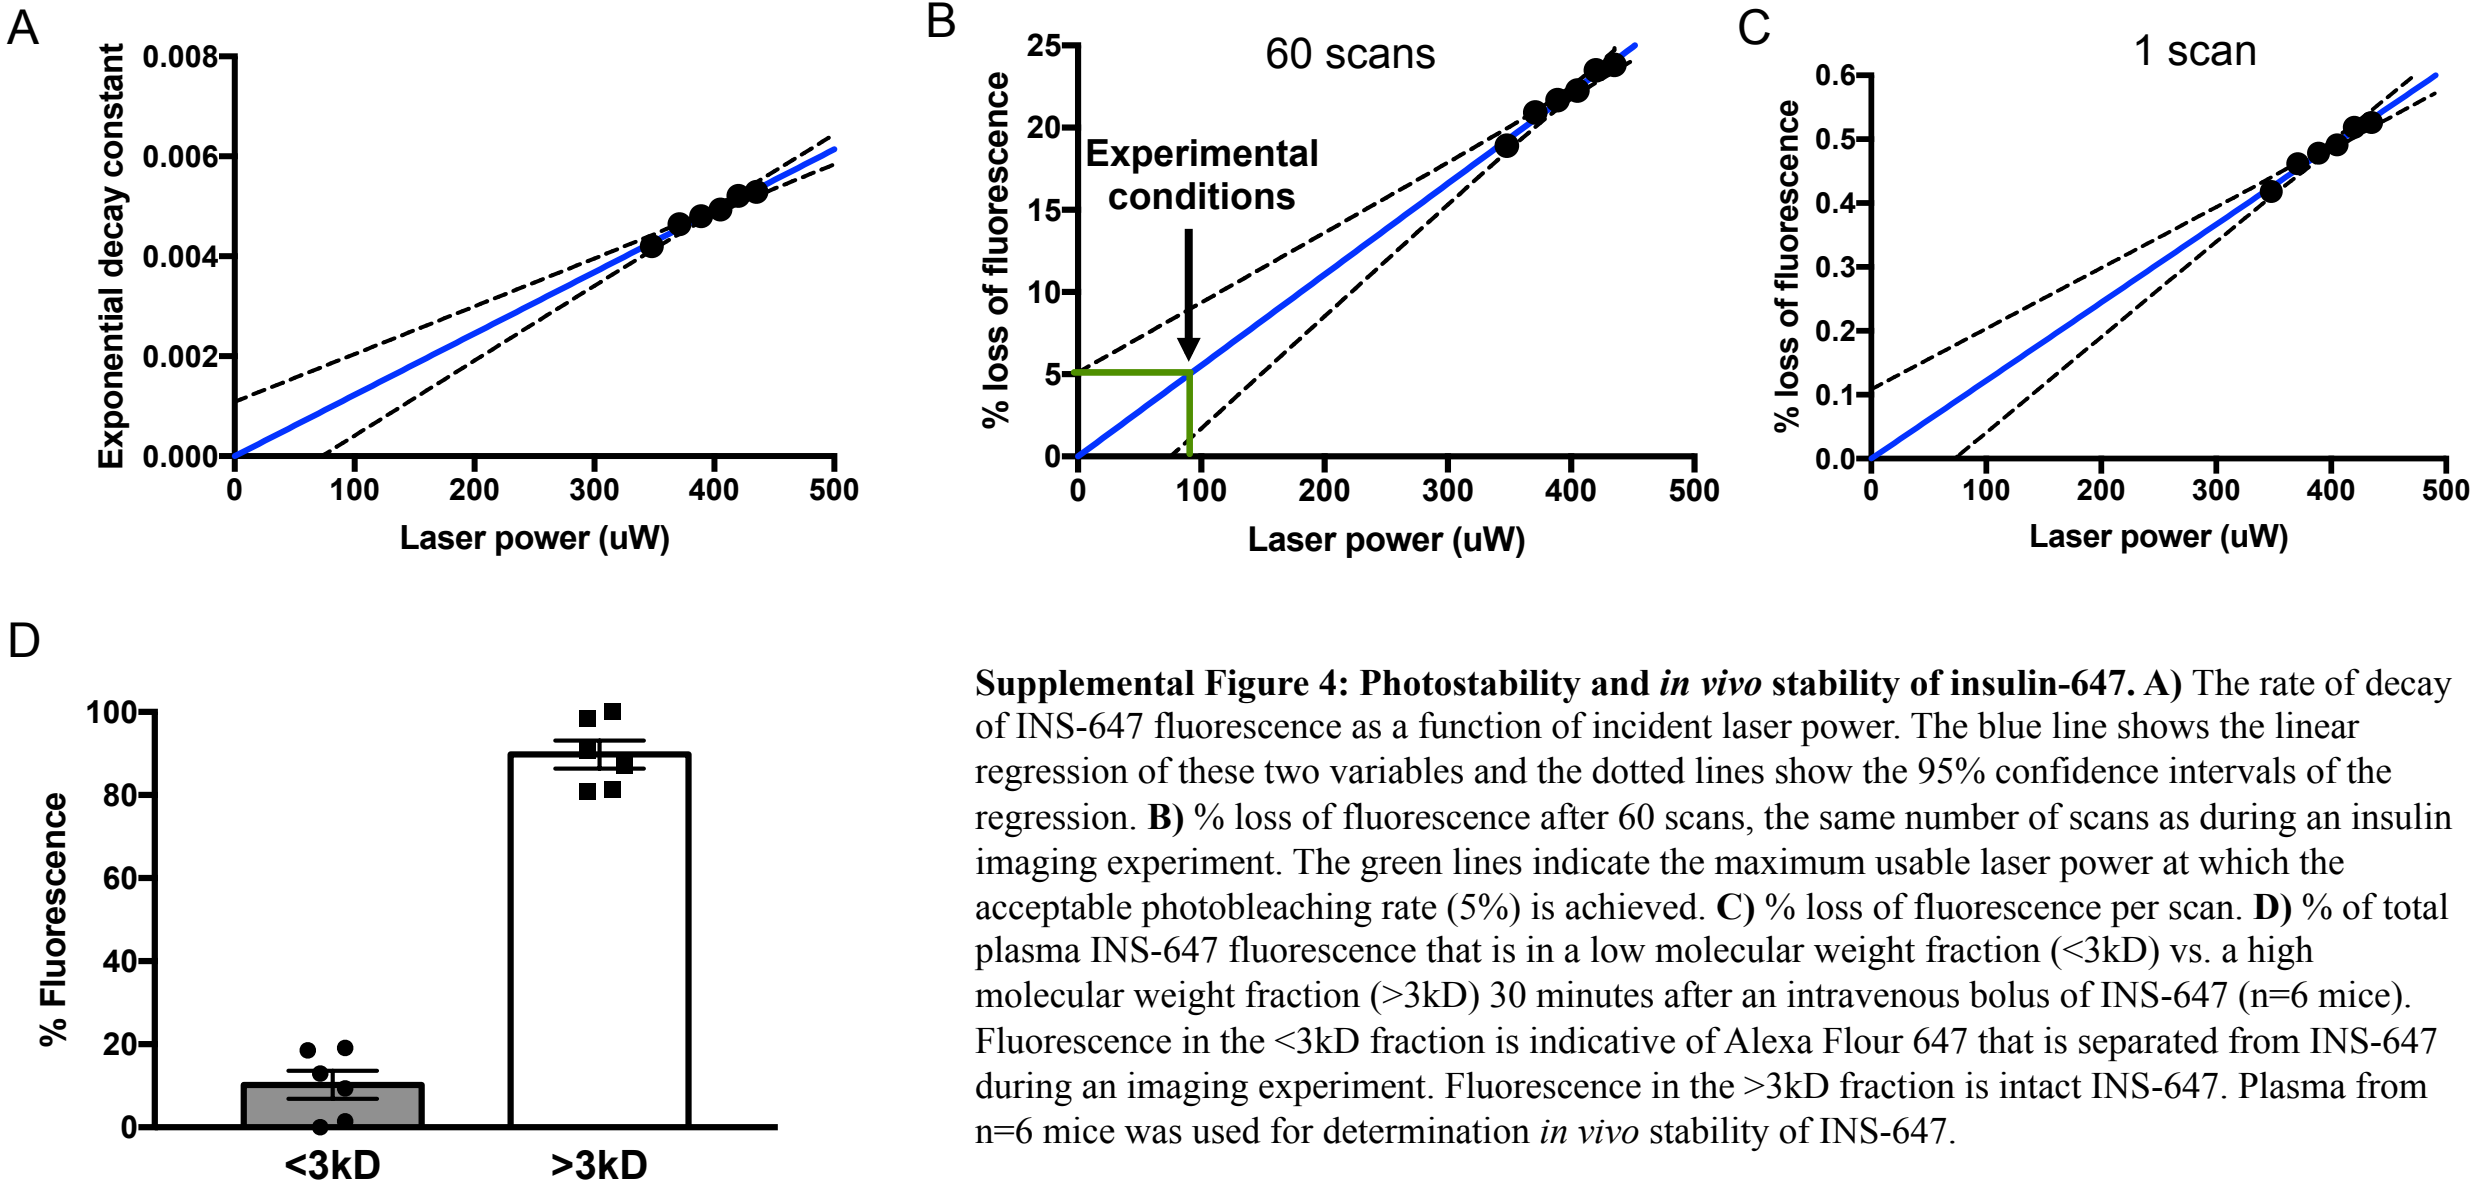 A
Exponential decay constant
0.008
0.006
0.004
0.002
0.000
0 100 200 300 400 500
Laser power (uW)
B
60 scans
% loss of fluorescence
25
20
15
10
5
0
Experimental
conditions
0 100 200 300 400 500
Laser power (uW)
C
1 scan
% loss of fluorescence
0.6
0.5
0.4
0.3
0.2
0.1
0.0
0 100 200 300 400 500
Laser power (uW)
D
% Fluorescence
100
80
60
40
20
0
<3kD >3kD
Supplemental Figure 4: Photostability and in vivo stability of insulin-647. A) The rate of decay
of INS-647 fluorescence as a function of incident laser power. The blue line shows the linear
regression of these two variables and the dotted lines show the 95% confidence intervals of the
regression. B) % loss of fluorescence after 60 scans, the same number of scans as during an insulin
imaging experiment. The green lines indicate the maximum usable laser power at which the
acceptable photobleaching rate (5%) is achieved. C) % loss of fluorescence per scan. D) % of total
plasma INS-647 fluorescence that is in a low molecular weight fraction (<3kD) vs. a high
molecular weight fraction (>3kD) 30 minutes after an intravenous bolus of INS-647 (n=6 mice).
Fluorescence in the <3kD fraction is indicative of Alexa Flour 647 that is separated from INS-647
during an imaging experiment. Fluorescence in the >3kD fraction is intact INS-647. Plasma from
n=6 mice was used for determination in vivo stability of INS-647.